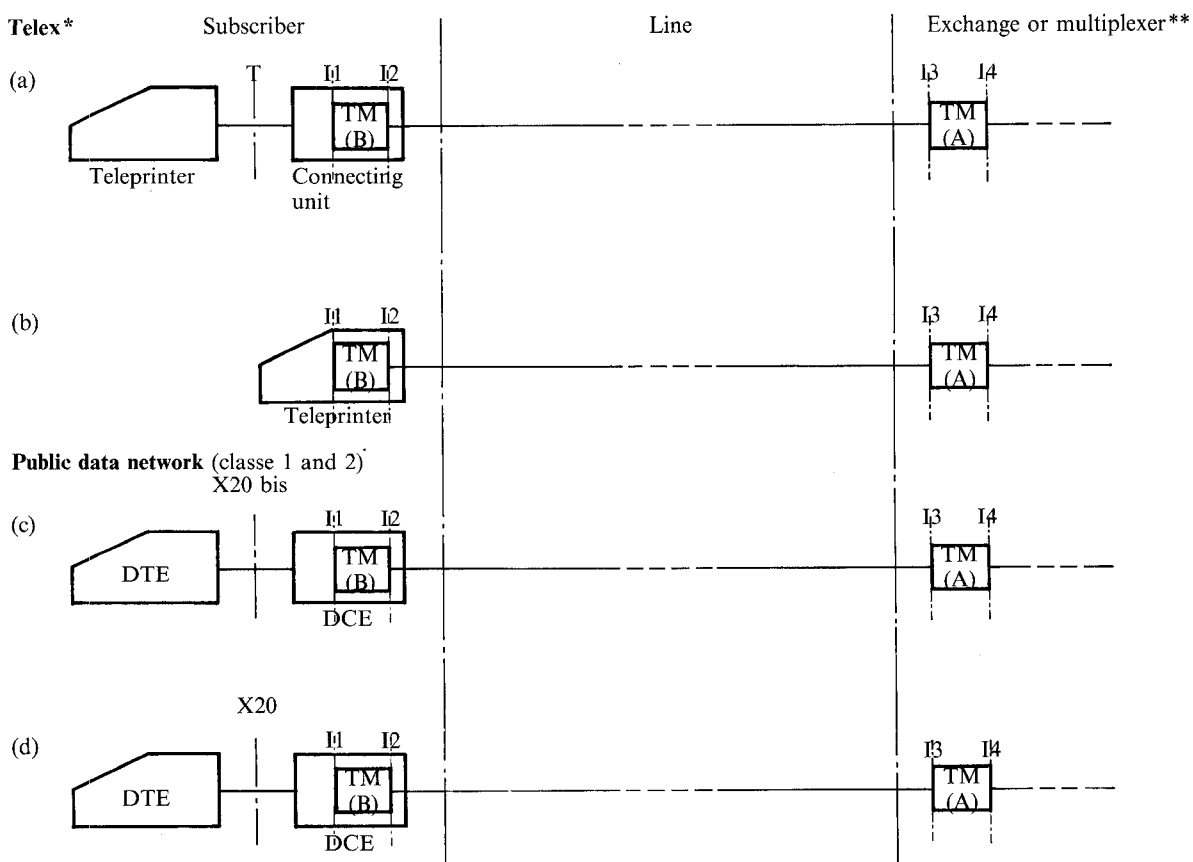 Telex* Subscriber Line Exchange or multiplexer**
(a) T I1 I2 I3 I4
TM TM
(B) (A)
Teleprinter Connecting
unit
(b) I1 I2 I3 I4
TM TM
(B) (A)
Teleprinter
Public data network (classe 1 and 2)
X20 bis
(c) I1 I2 I3 I4
DTE TM TM
(B) (A)
DCE
X20
(d) I1 I2 I3 I4
DTE TM TM
(B) (A)
DCE